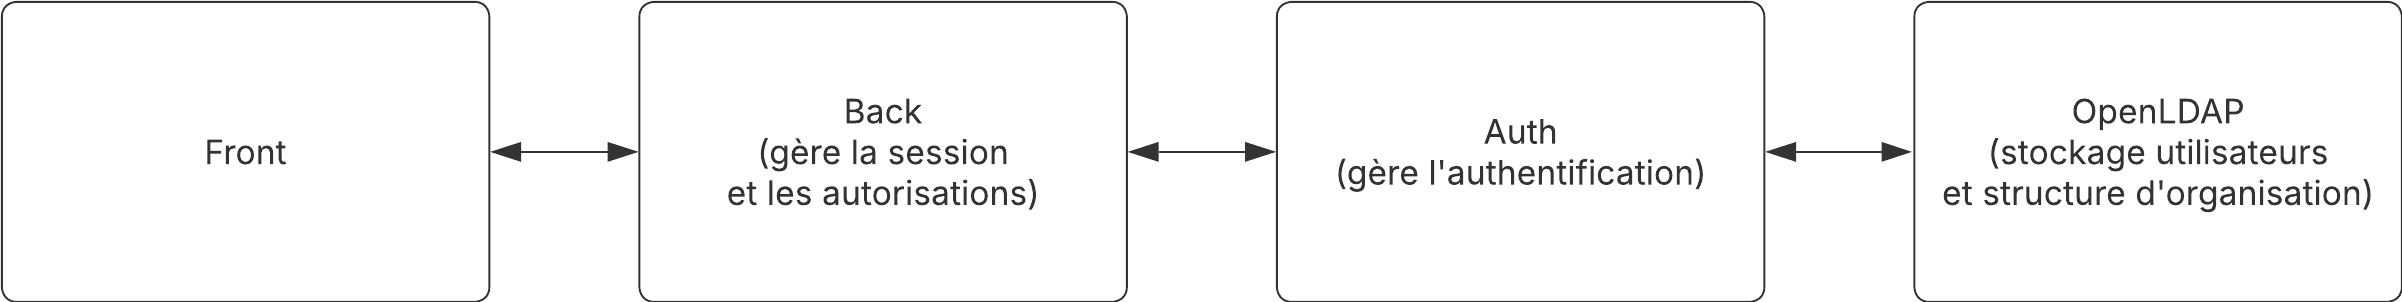 Front
Back
(gère la session
et les autorisations)
Auth
(gère l'authentification)
OpenLDAP
(stockage utilisateurs
et structure d'organisation)